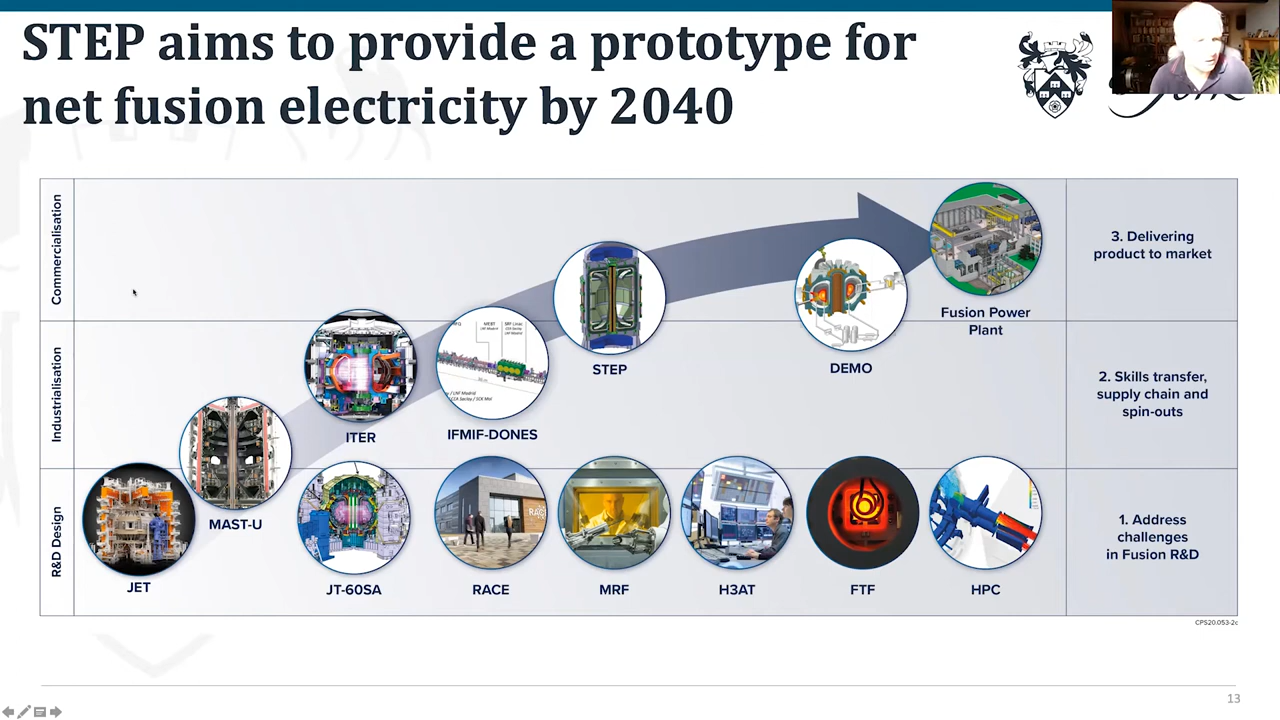 STEP aims to provide a prototype for
net fusion electricity by 2040
Commercialisation
Industrialisation
R&D Design
3. Delivering
product to market
Fusion Power
Plant
STEP
DEMO
2. Skills transfer,
supply chain and
spin-outs
ITER
IFMIF-DONES
MAST-U
1. Address
challenges
in Fusion R&D
JET
JT-60SA
RACE
MRF
H3AT
FTF
HPC
CPS20.053-2c
13